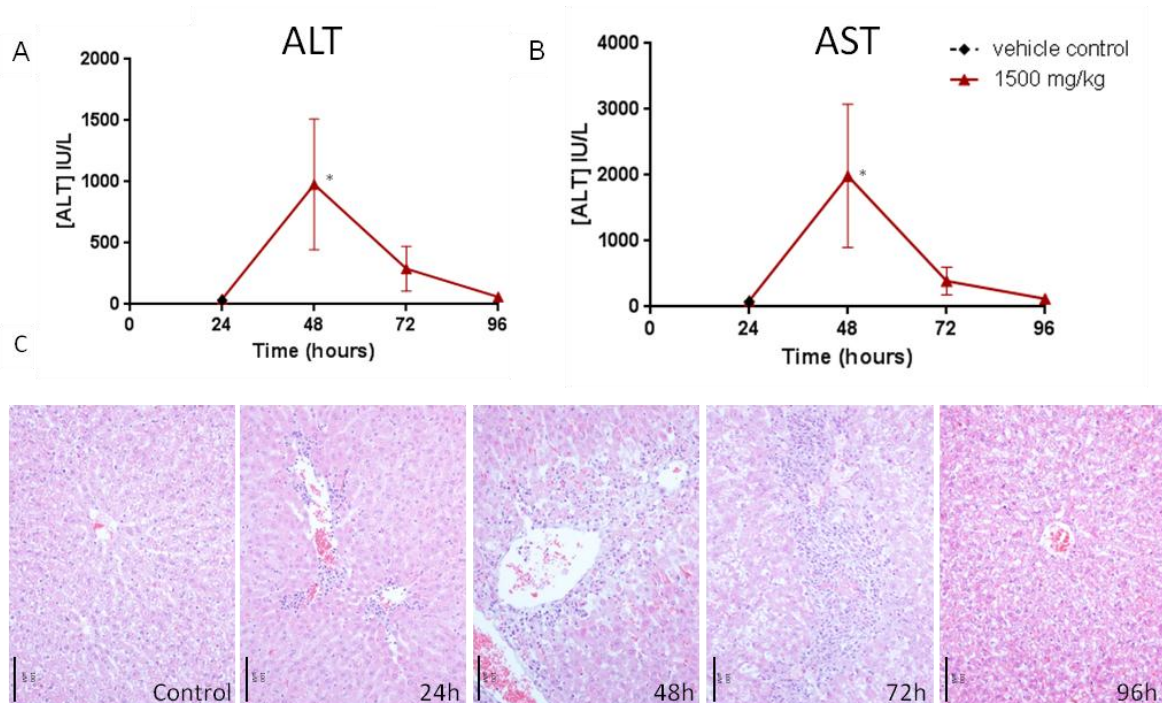 A
ALT
[ALT] IU/L
2000
1500
1000
500
0
*
0 24 48 72 96
Time (hours)
B
AST
[ALT] IU/L
4000
3000
2000
1000
0
*
0 24 48 72 96
Time (hours)
vehicle control
1500 mg/kg
C
Control
24h
48h
72h
96h